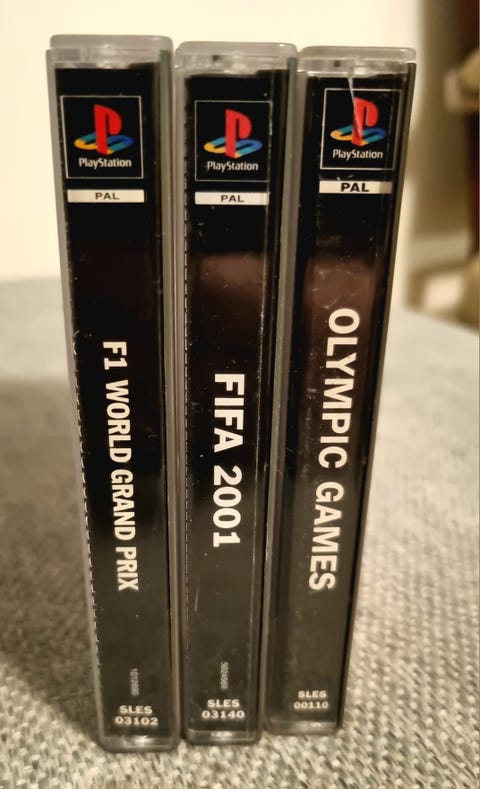 PlayStation
PAL
F1 WORLD GRAND PRIX
SLES
03102
PlayStation
PAL
FIFA 2001
SLES
03140
PlayStation
PAL
OLYMPIC GAMES
SLES
00110